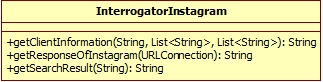 InterrogatorInstagram
+getClientInformation(String, List<String>, List<String>): String
+getResponseOfInstagram(URLConnection): String
+getSearchResult(String): String